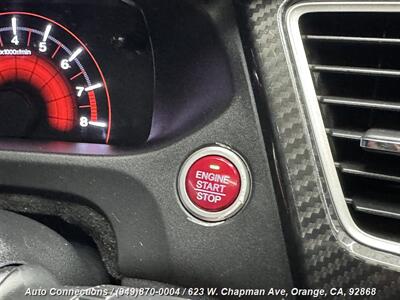 4
5
6
x1000r/min
7
8
ENGINE
START
STOP
Auto Connections / (949)870-0004 / 623 W. Chapman Ave, Orange, CA, 92868